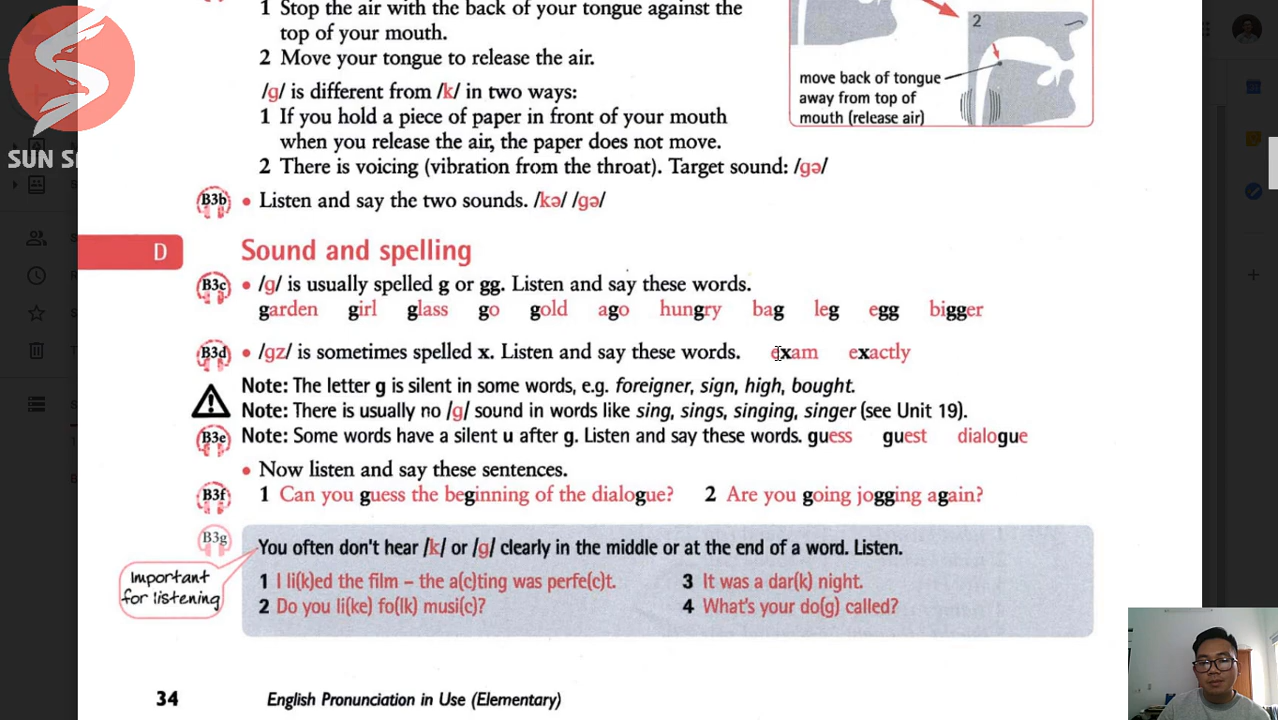 1 Stop the air with the back of your tongue against the
top of your mouth.
2 Move your tongue to release the air.
/g/ is different from /k/ in two ways:
1 If you hold a piece of paper in front of your mouth
when you release the air, the paper does not move.
2 There is voicing (vibration from the throat). Target sound: /gə/
2
move back of tongue
away from top of
mouth (release air)
SUN S
B3b • Listen and say the two sounds. /kə/ /gə/
D Sound and spelling
B3c • /g/ is usually spelled g or gg. Listen and say these words.
garden girl glass go gold ago hungry bag leg egg bigger
B3d • /gz/ is sometimes spelled x. Listen and say these words. exam exactly
Note: The letter g is silent in some words, e.g. foreigner, sign, high, bought.
Note: There is usually no /g/ sound in words like sing, sings, singing, singer (see Unit 19).
B3e Note: Some words have a silent u after g. Listen and say these words. guess guest dialogue
• Now listen and say these sentences.
B3f 1 Can you guess the beginning of the dialogue? 2 Are you going jogging again?
B3g You often don't hear /k/ or /g/ clearly in the middle or at the end of a word. Listen.
Important
for listening
1 I li(k)ed the film – the a(c)ting was perfe(c)t. 3 It was a dar(k) night.
2 Do you li(ke) fo(lk) musi(c)? 4 What's your do(g) called?
34 English Pronunciation in Use (Elementary)